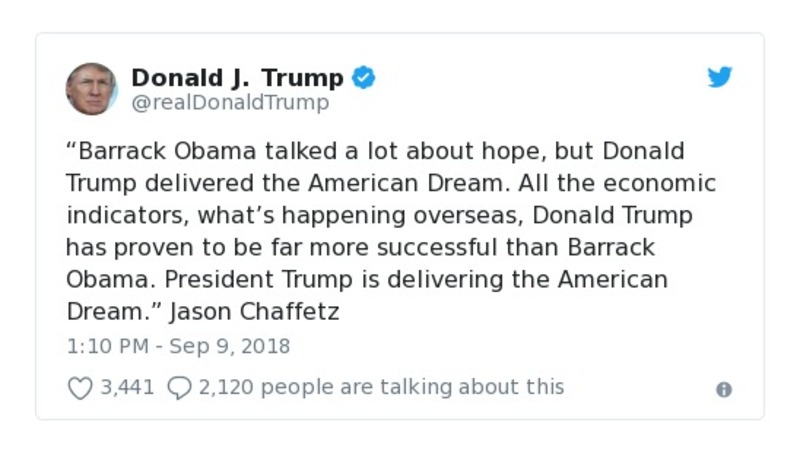 Donald J. Trump
@realDonaldTrump
“Barrack Obama talked a lot about hope, but Donald
Trump delivered the American Dream. All the economic
indicators, what’s happening overseas, Donald Trump
has proven to be far more successful than Barrack
Obama. President Trump is delivering the American
Dream.” Jason Chaffetz
1:10 PM - Sep 9, 2018
3,441 2,120 people are talking about this